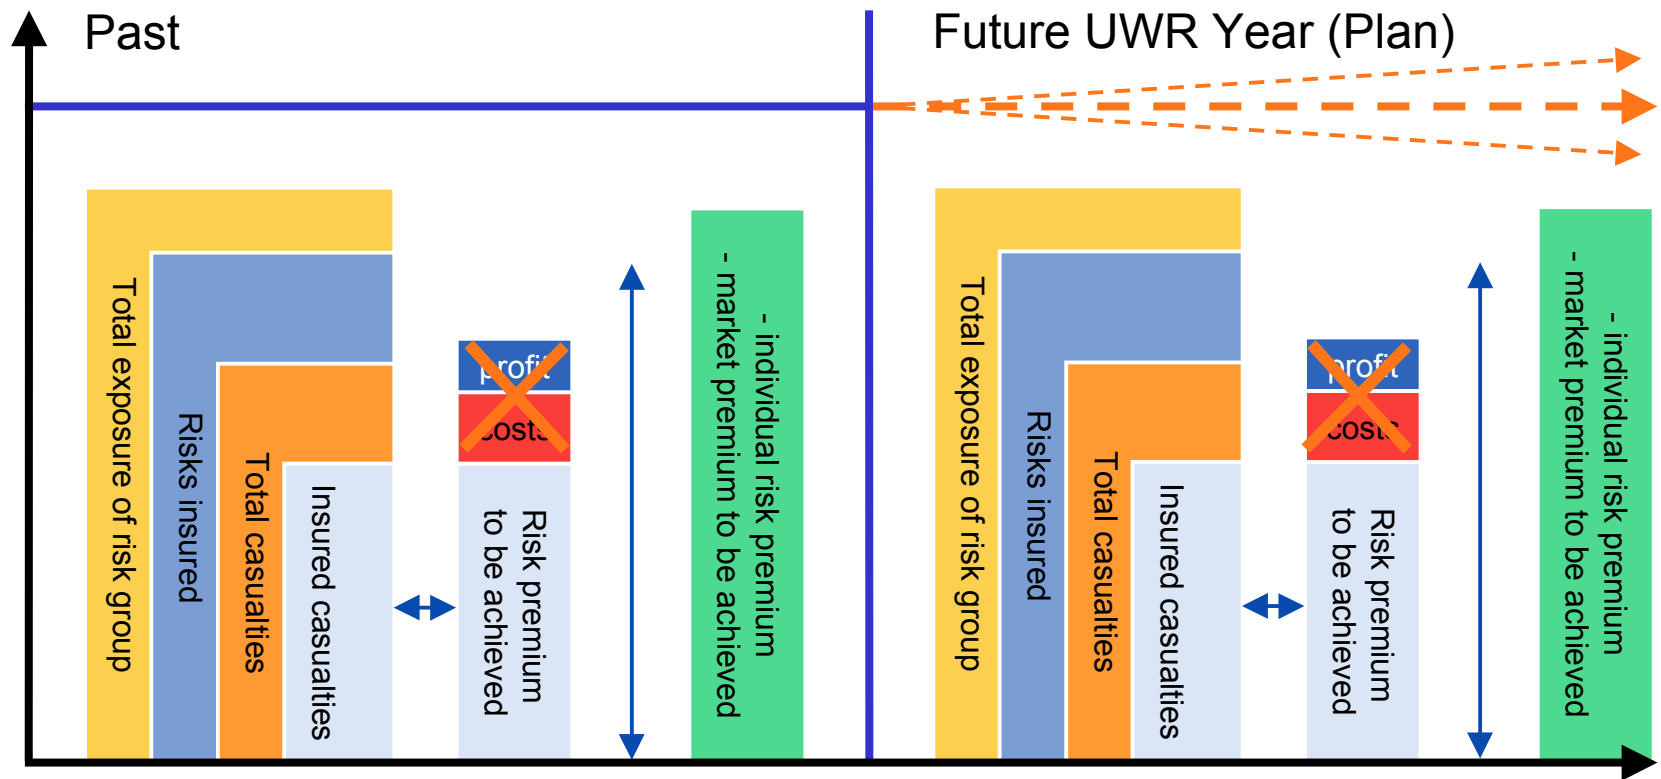 Past
Future UWR Year (Plan)
Total exposure of risk group
Risks insured
Total casualties
Insured casualties
profit
costs
Risk premium
to be achieved
- individual risk premium
- market premium to be achieved
Total exposure of risk group
Risks insured
Total casualties
Insured casualties
profit
costs
Risk premium
to be achieved
- individual risk premium
- market premium to be achieved